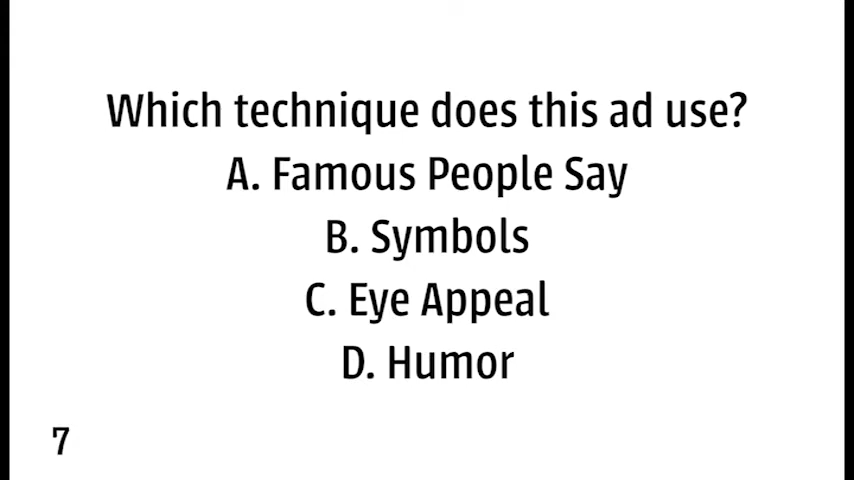 Which technique does this ad use?
A. Famous People Say
B. Symbols
C. Eye Appeal
D. Humor
7